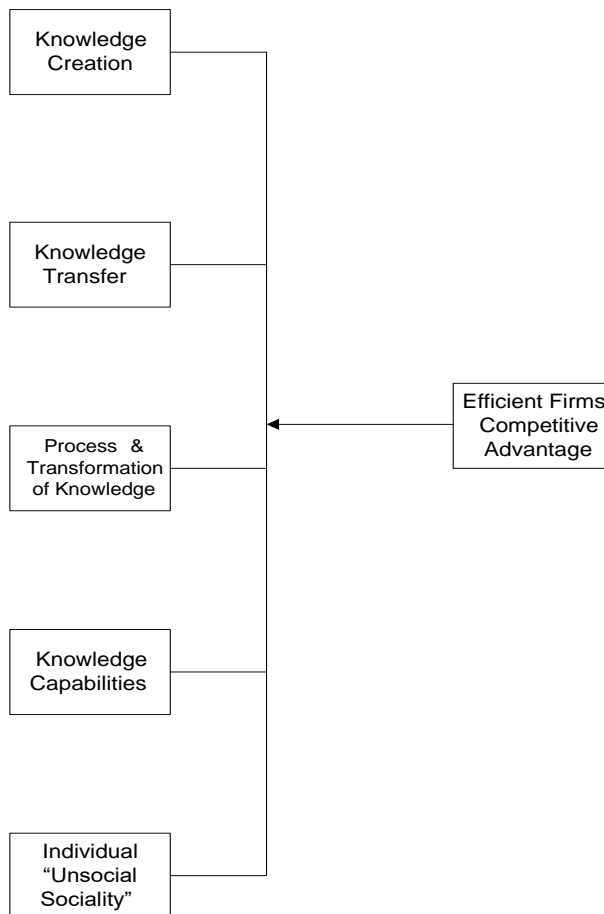 Knowledge
Creation
Knowledge
Transfer
Process & 
Transformation
of Knowledge
Efficient Firms
Competitive
Advantage
Knowledge
Capabilities
Individual
“Unsocial
Sociality”